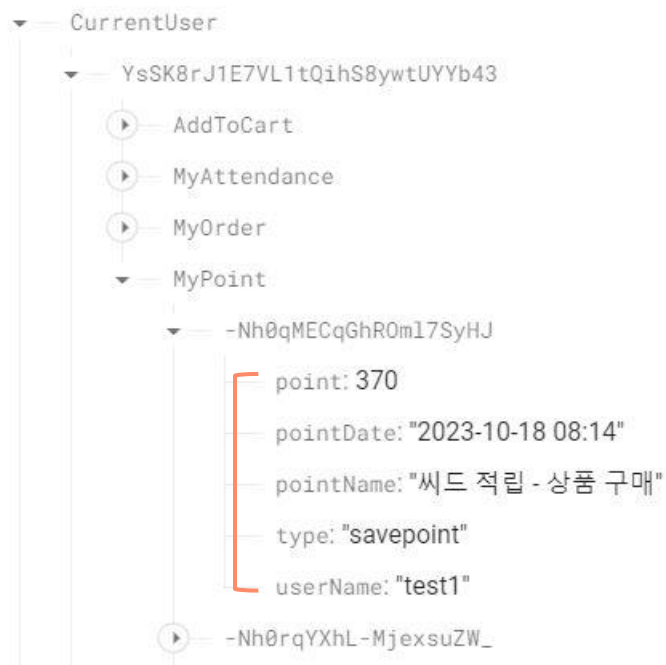 CurrentUser
YsSK8rJ1E7VL1tQihS8ywtUYYb43
AddToCart
MyAttendance
MyOrder
MyPoint
-Nh0qMECqGhROml7SyHJ
point: 370
pointDate: "2023-10-18 08:14"
pointName: "씨드 적립 - 상품 구매"
type: "savepoint"
userName: "test1"
-Nh0rqYXhL-MjexsuZW_